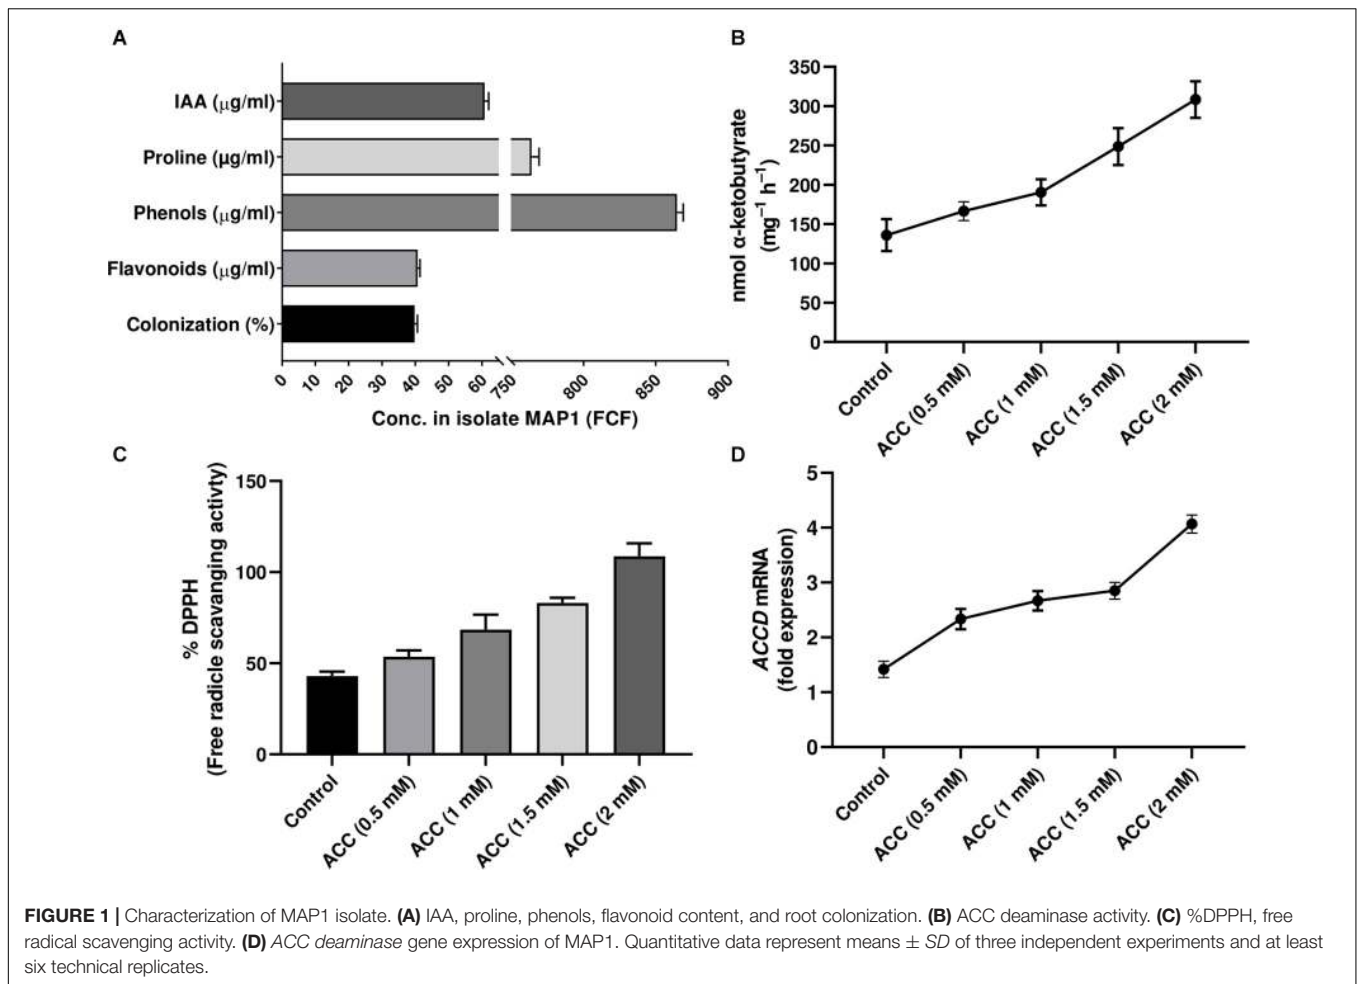 A
IAA (µg/ml)
Proline (µg/ml)
Phenols (µg/ml)
Flavonoids (µg/ml)
Colonization (%)
0 10 20 30 40 50 60 750 800 850 900
Conc. in isolate MAP1 (FCF)
B
nmol α-ketobutyrate
(mg⁻¹ h⁻¹)
350
300
250
200
150
100
50
0
Control
ACC (0.5 mM)
ACC (1 mM)
ACC (1.5 mM)
ACC (2 mM)
C
% DPPH
(Free radicle scavanging activty)
150
100
50
0
Control
ACC (0.5 mM)
ACC (1 mM)
ACC (1.5 mM)
ACC (2 mM)
D
ACCD mRNA
(fold expression)
5
4
3
2
1
0
Control
ACC (0.5 mM)
ACC (1 mM)
ACC (1.5 mM)
ACC (2 mM)
FIGURE 1 | Characterization of MAP1 isolate. (A) IAA, proline, phenols, flavonoid content, and root colonization. (B) ACC deaminase activity. (C) %DPPH, free
radical scavenging activity. (D) ACC deaminase gene expression of MAP1. Quantitative data represent means ± SD of three independent experiments and at least
six technical replicates.